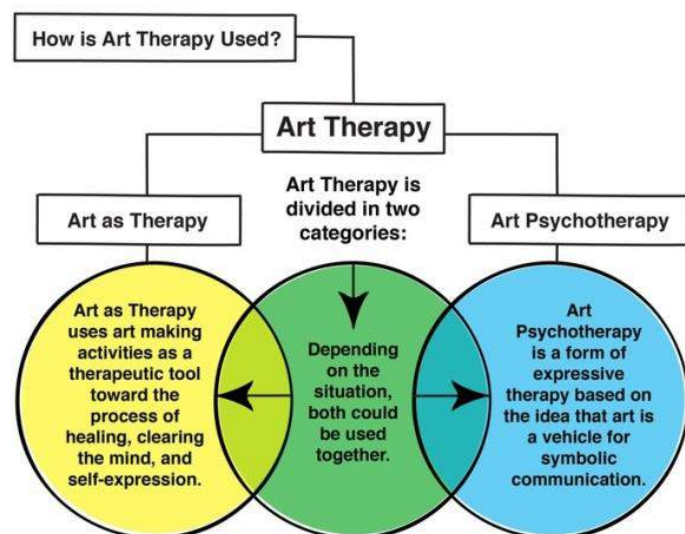 How is Art Therapy Used?
Art Therapy
Art as Therapy
Art Therapy is
divided in two
categories:
Art Psychotherapy
Art as Therapy
uses art making
activities as a
therapeutic tool
toward the
process of
healing, clearing
the mind, and
self-expression.
Depending
on the
situation,
both could
be used
together.
Art
Psychotherapy
is a form of
expressive
therapy based on
the idea that art is
a vehicle for
symbolic
communication.